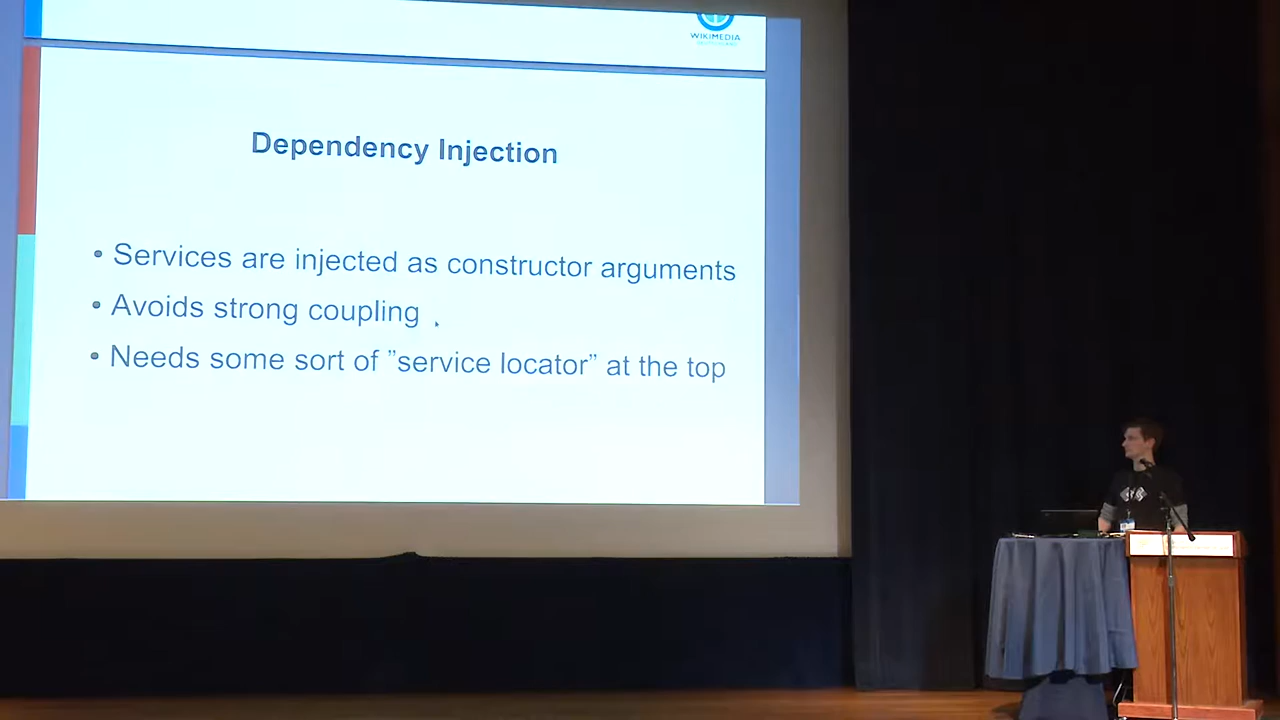 WIKIMEDIA
Dependency Injection
• Services are injected as constructor arguments
• Avoids strong coupling
• Needs some sort of ”service locator” at the top